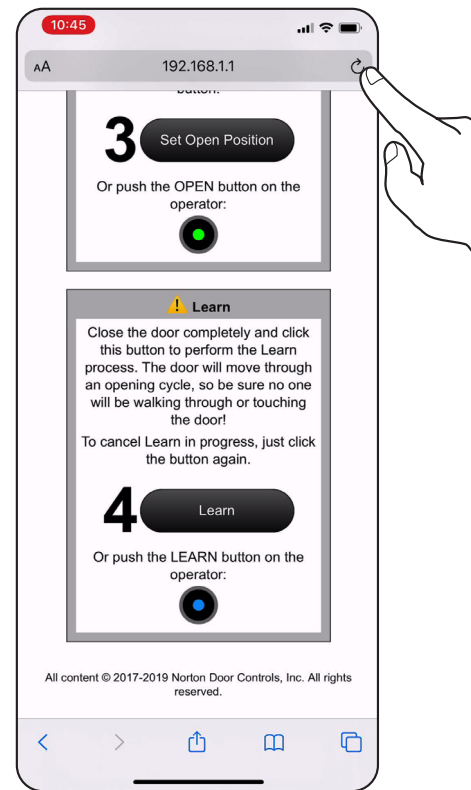 10:45
AA
192.168.1.1
button.
3
Set Open Position
Or push the OPEN button on the
operator:
Learn
Close the door completely and click
this button to perform the Learn
process. The door will move through
an opening cycle, so be sure no one
will be walking through or touching
the door!
To cancel Learn in progress, just click
the button again.
4
Learn
Or push the LEARN button on the
operator:
All content © 2017-2019 Norton Door Controls, Inc. All rights
reserved.